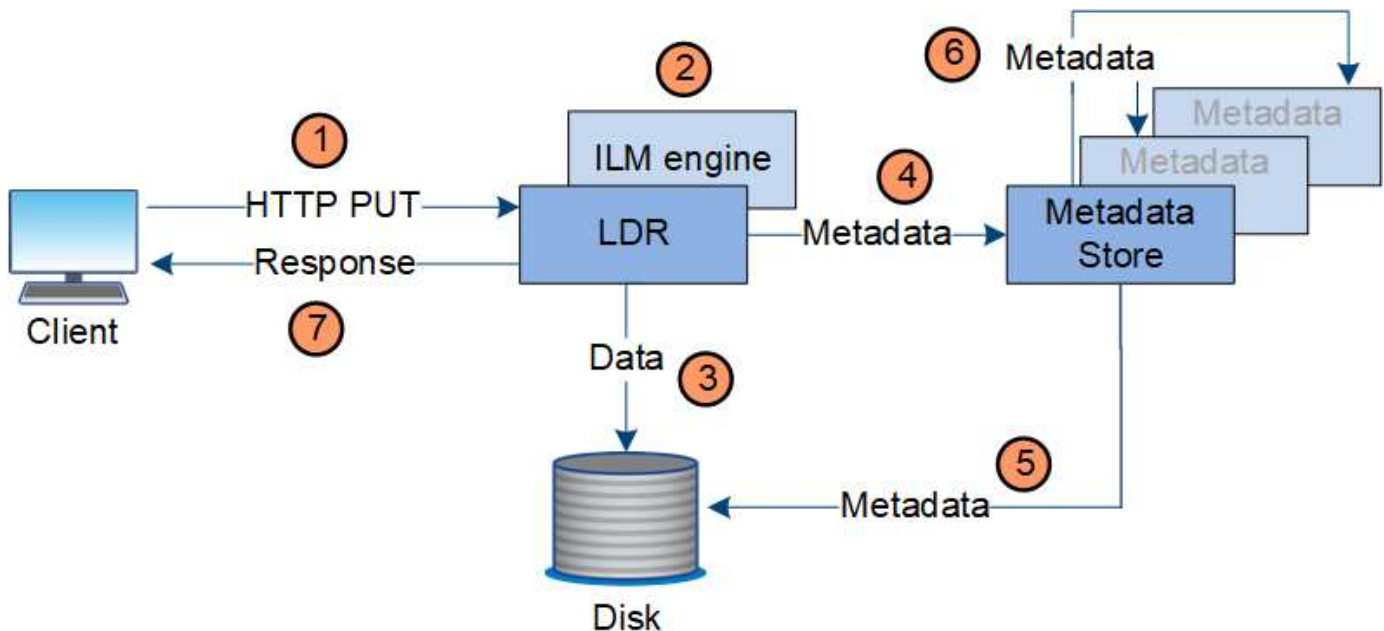 6
Metadata
2
Metadata
1
ILM engine
Metadata
4
HTTP PUT
LDR
Metadata
Metadata
Store
Response
Client
7
Data
3
5
Metadata
Disk